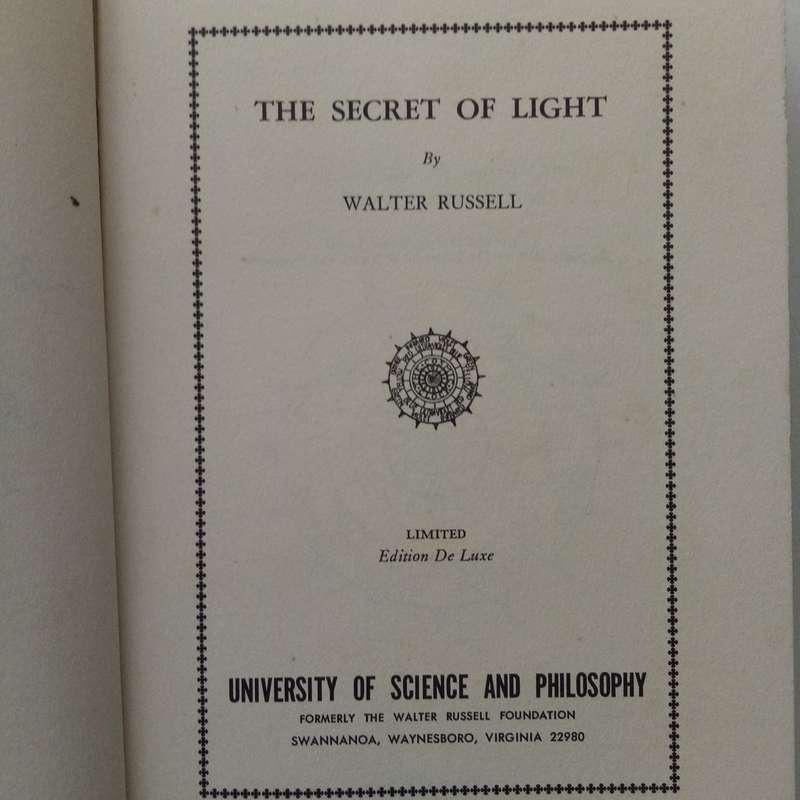 THE SECRET OF LIGHT
By
WALTER RUSSELL
LIMITED
Edition De Luxe
UNIVERSITY OF SCIENCE AND PHILOSOPHY
FORMERLY THE WALTER RUSSELL FOUNDATION
SWANNANOA, WAYNESBORO, VIRGINIA 22980